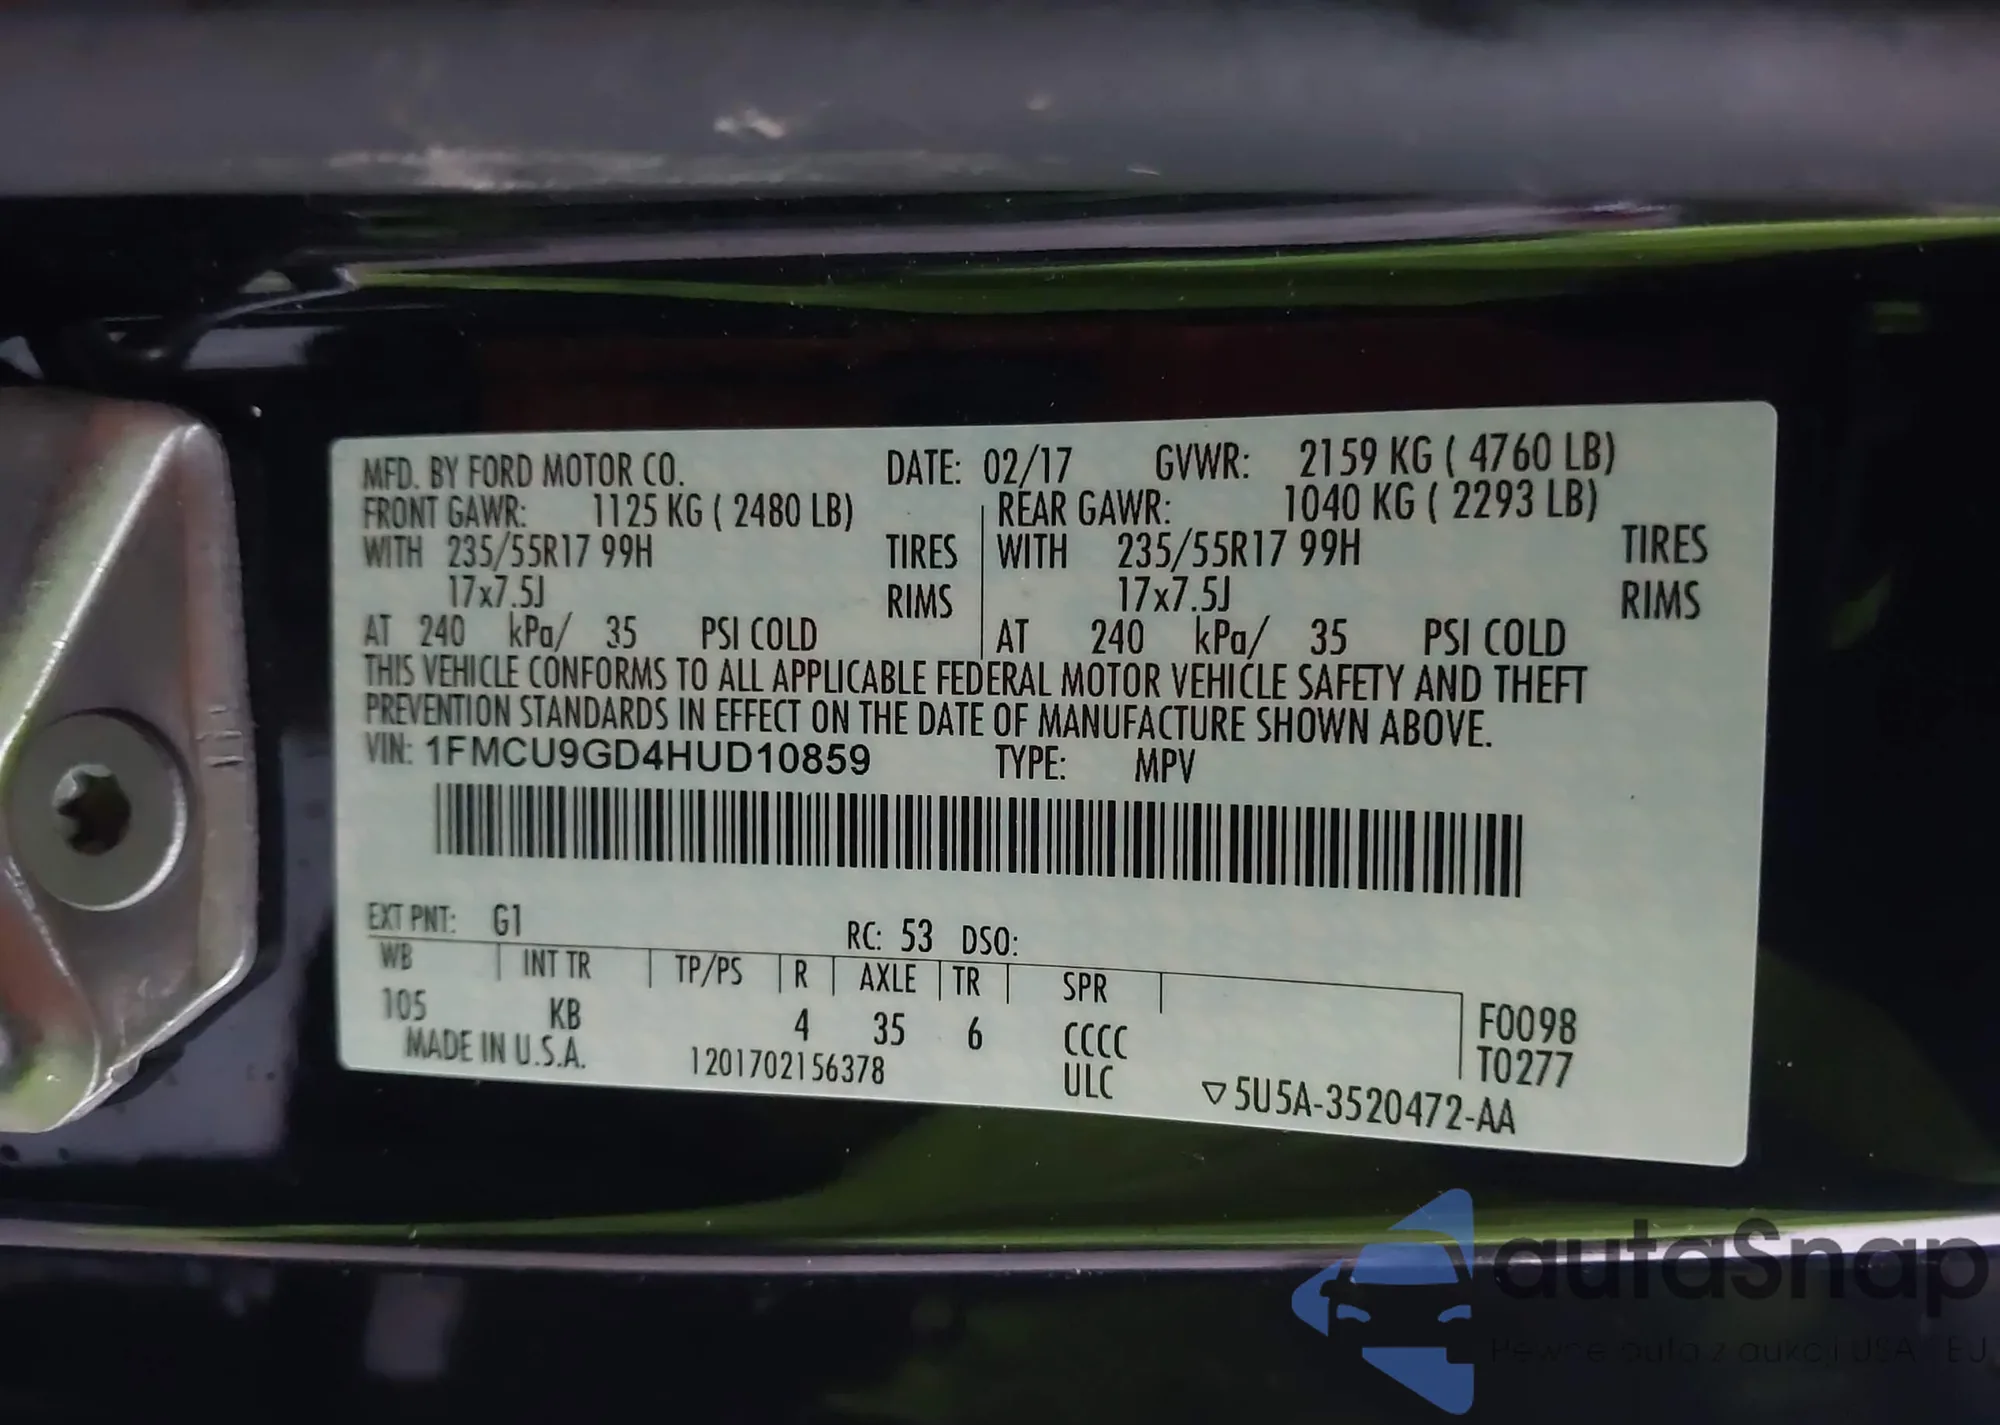 MFD. BY FORD MOTOR CO. DATE: 02/17 GVWR: 2159 KG ( 4760 LB)
FRONT GAWR: 1125 KG ( 2480 LB) REAR GAWR: 1040 KG ( 2293 LB)
WITH 235/55R17 99H TIRES WITH 235/55R17 99H TIRES
17x7.5J RIMS 17x7.5J RIMS
AT 240 kPa/ 35 PSI COLD AT 240 kPa/ 35 PSI COLD
THIS VEHICLE CONFORMS TO ALL APPLICABLE FEDERAL MOTOR VEHICLE SAFETY AND THEFT
PREVENTION STANDARDS IN EFFECT ON THE DATE OF MANUFACTURE SHOWN ABOVE.
VIN: 1FMCU9GD4HUD10859 TYPE: MPV
EXT PNT: G1 RC: 53 DSO:
WB INT TR TP/PS R AXLE TR SPR
105 KB 4 35 6 CCCC F0098
MADE IN U.S.A. 1201702156378 ULC T0277
▽5U5A-3520472-AA
autaSnap
Pewne auta z aukcji USA i EU